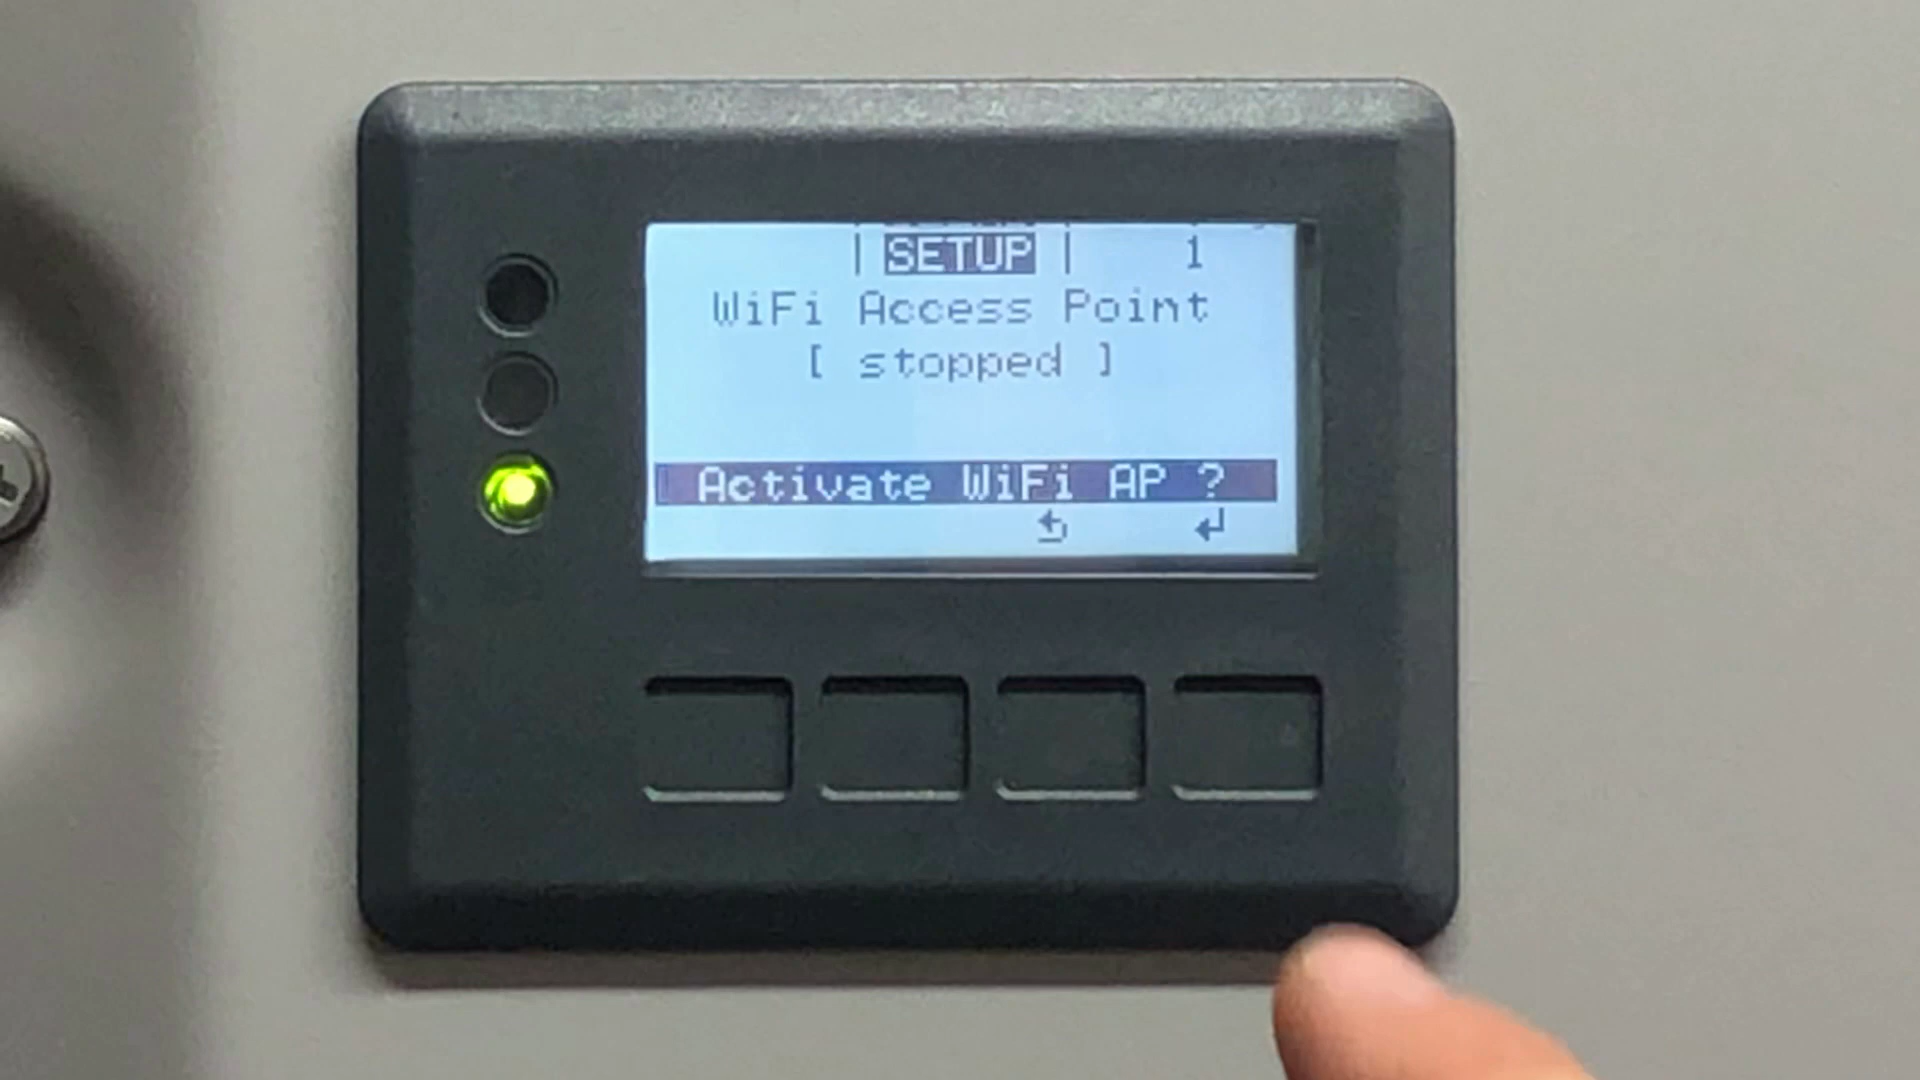 | SETUP | 1
WiFi Access Point
[ stopped ]
Activate WiFi AP ?